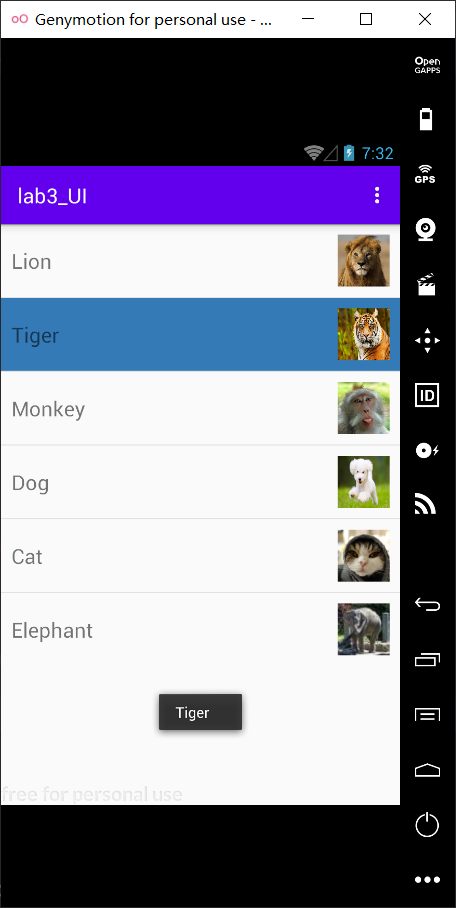 Genymotion for personal use - ...
Open
GAPPS
7:32
GPS
lab3_UI
Lion
Tiger
Monkey
ID
Dog
Cat
Elephant
Tiger
free for personal use